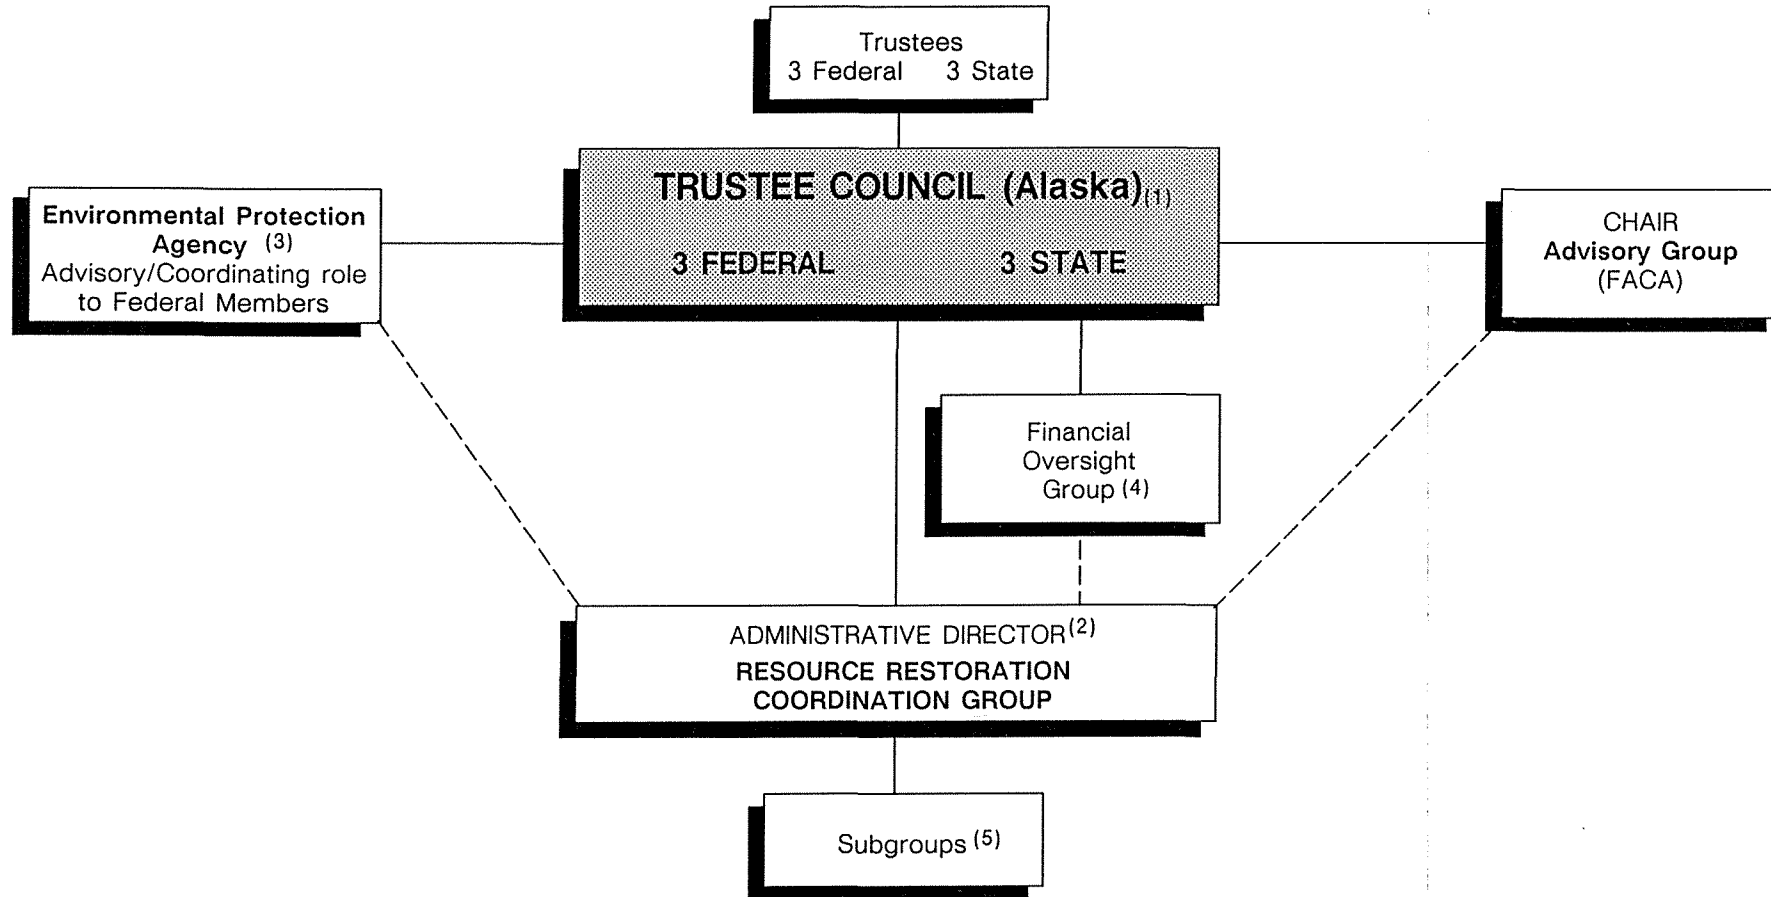 Trustees
3 Federal 3 State
TRUSTEE COUNCIL (Alaska)(1)
3 FEDERAL 3 STATE
Environmental Protection
Agency (3)
Advisory/Coordinating role
to Federal Members
CHAIR
Advisory Group
(FACA)
Financial
Oversight
Group (4)
ADMINISTRATIVE DIRECTOR(2)
RESOURCE RESTORATION
COORDINATION GROUP
Subgroups (5)